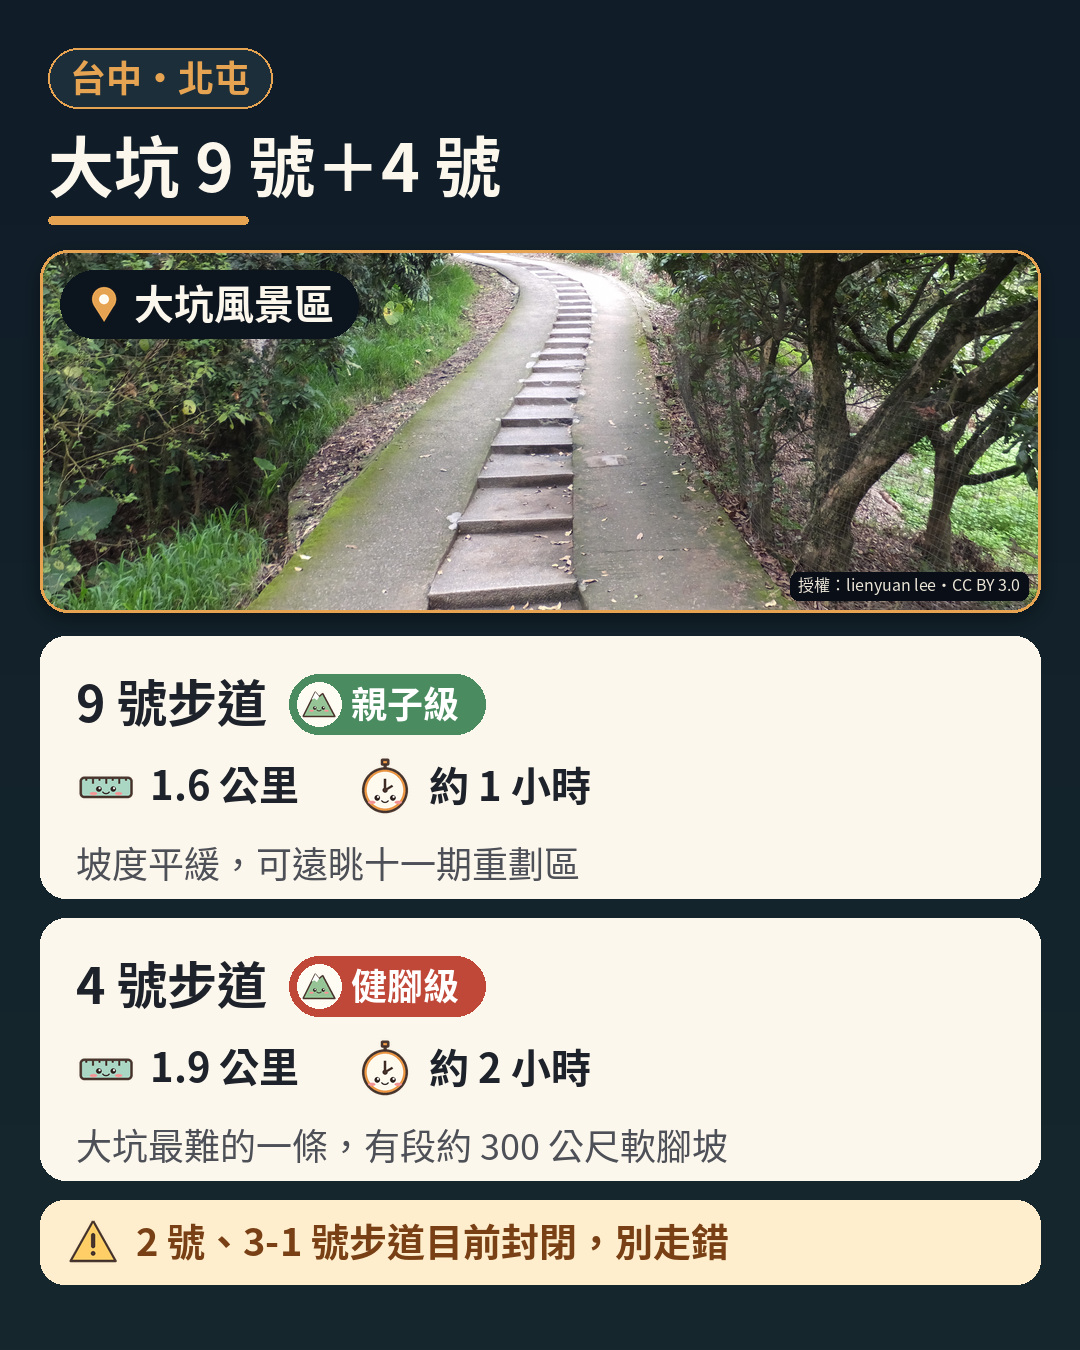 台中・北屯
大坑 9 號＋4 號
大坑風景區
授權：lienyuan lee・CC BY 3.0
9 號步道 親子級
1.6 公里 約 1 小時
坡度平緩，可遠眺十一期重劃區
4 號步道 健腳級
1.9 公里 約 2 小時
大坑最難的一條，有段約 300 公尺軟腳坡
2 號、3-1 號步道目前封閉，別走錯